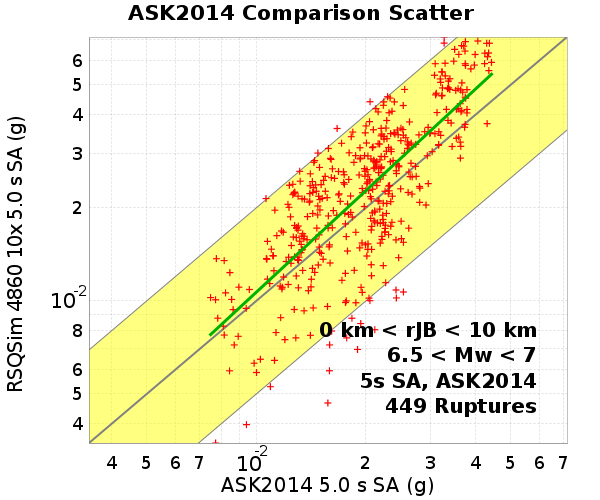 ASK2014 Comparison Scatter
RSQSim 4860 10x 5.0 s SA (g)
6
5
4
3
2
10-2
8
6
5
4
0 km < rJB < 10 km
6.5 < Mw < 7
5s SA, ASK2014
449 Ruptures
4 5 6 7 10-2 2 3 4 5 6 7
ASK2014 5.0 s SA (g)